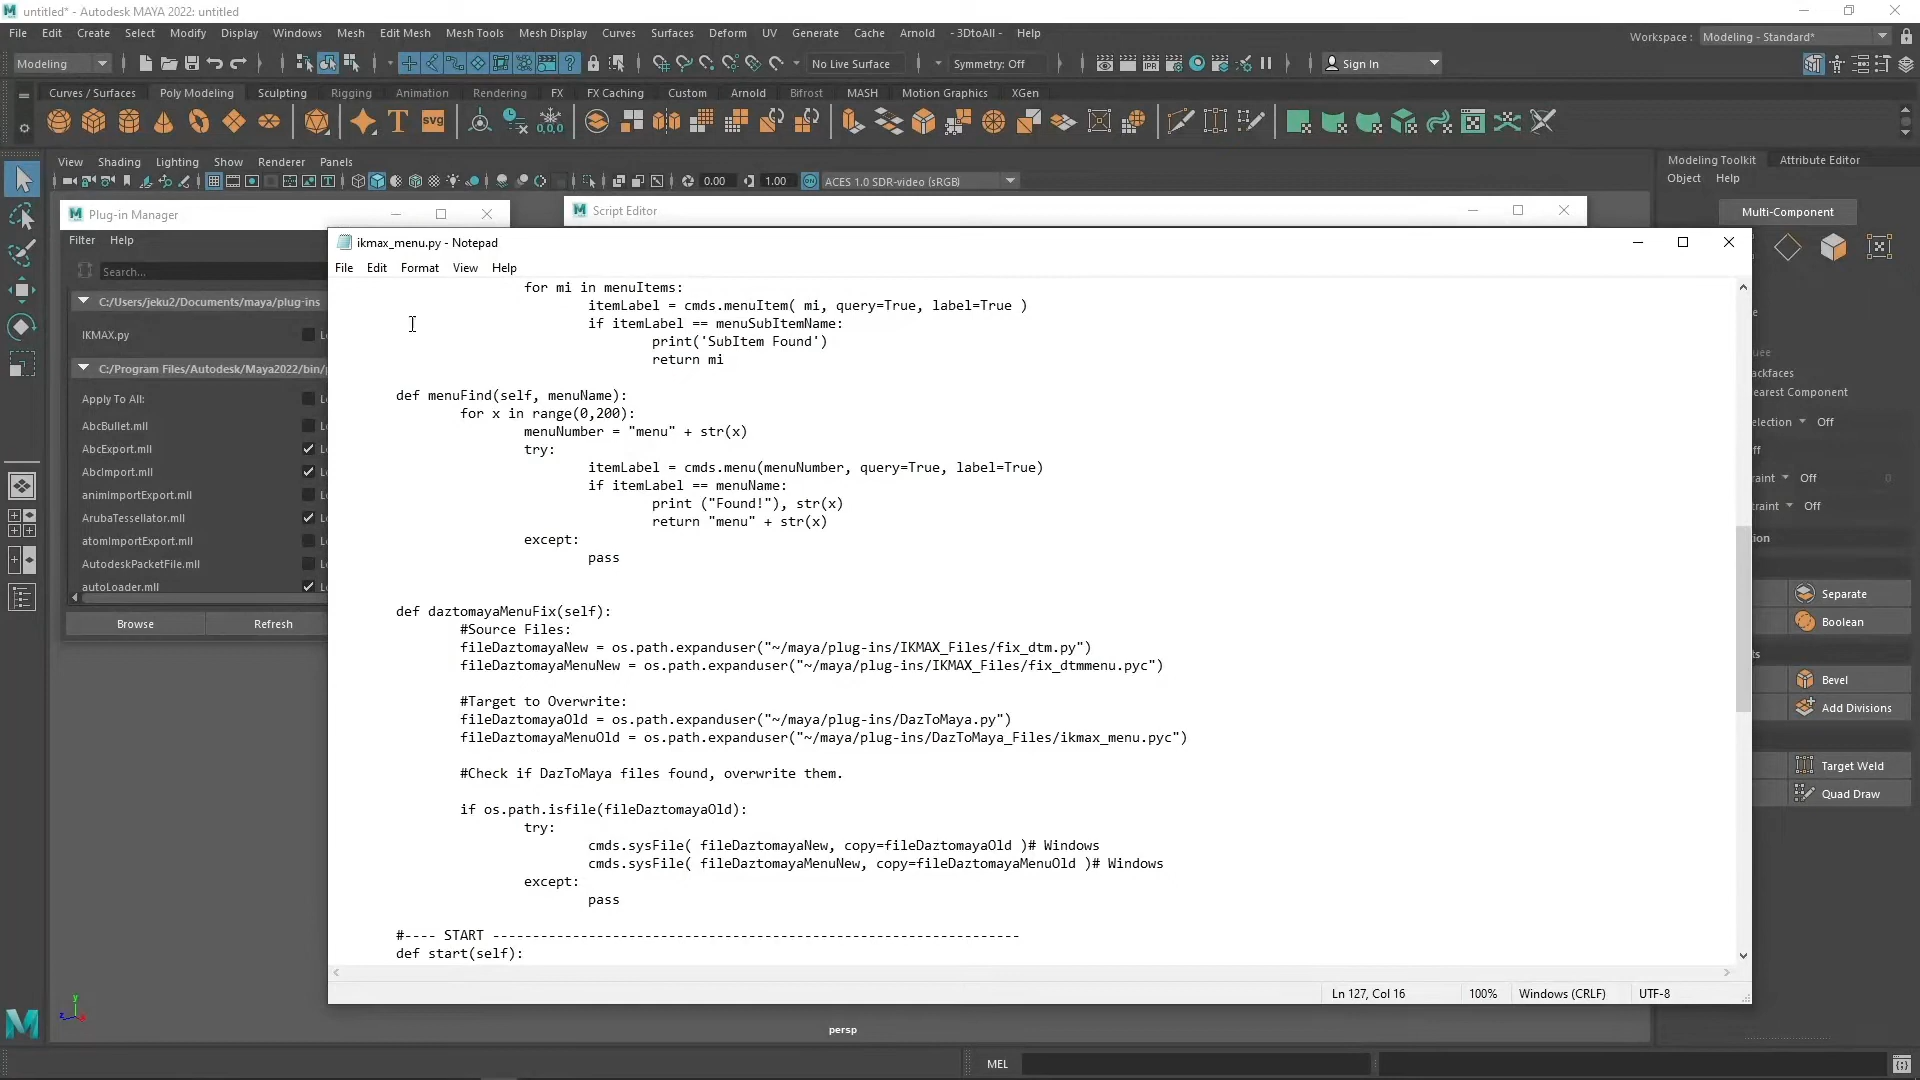 untitled* - Autodesk MAYA 2022: untitled
File Edit Create Select Modify Display Windows Mesh Edit Mesh Mesh Tools Mesh Display Curves Surfaces Deform UV Generate Cache Arnold - 3DtoAll - Help
Workspace : Modeling - Standard*
Modeling No Live Surface Symmetry: Off Sign In
Curves / Surfaces Poly Modeling Sculpting Rigging Animation Rendering FX FX Caching Custom Arnold Bifrost MASH Motion Graphics XGen
View Shading Lighting Show Renderer Panels
0.00 1.00 ACES 1.0 SDR-video (sRGB)
Modeling Toolkit Attribute Editor
Object Help
Multi-Component
Plug-in Manager
Filter Help
Search...
C:/Users/jeku2/Documents/maya/plug-ins
IKMAX.py
C:/Program Files/Autodesk/Maya2022/bin/
Apply To All:
AbcBullet.mll
AbcExport.mll
AbcImport.mll
animImportExport.mll
ArubaTessellator.mll
atomImportExport.mll
AutodeskPacketFile.mll
autoLoader.mll
Browse Refresh
Script Editor
ikmax_menu.py - Notepad
File Edit Format View Help
for mi in menuItems:
itemLabel = cmds.menuItem( mi, query=True, label=True )
if itemLabel == menuSubItemName:
print('SubItem Found')
return mi
def menuFind(self, menuName):
for x in range(0,200):
menuNumber = "menu" + str(x)
try:
itemLabel = cmds.menu(menuNumber, query=True, label=True)
if itemLabel == menuName:
print ("Found!"), str(x)
return "menu" + str(x)
except:
pass
def daztomayaMenuFix(self):
#Source Files:
fileDaztomayaNew = os.path.expanduser("~/maya/plug-ins/IKMAX_Files/fix_dtm.py")
fileDaztomayaMenuNew = os.path.expanduser("~/maya/plug-ins/IKMAX_Files/fix_dtmmenu.pyc")
#Target to Overwrite:
fileDaztomayaOld = os.path.expanduser("~/maya/plug-ins/DazToMaya.py")
fileDaztomayaMenuOld = os.path.expanduser("~/maya/plug-ins/DazToMaya_Files/ikmax_menu.pyc")
#Check if DazToMaya files found, overwrite them.
if os.path.isfile(fileDaztomayaOld):
try:
cmds.sysFile( fileDaztomayaNew, copy=fileDaztomayaOld )# Windows
cmds.sysFile( fileDaztomayaMenuNew, copy=fileDaztomayaMenuOld )# Windows
except:
pass
#---- START ------------------------------------------------------------------
def start(self):
Ln 127, Col 16 100% Windows (CRLF) UTF-8
ackfaces
earest Component
election Off
raint Off
traint Off
Separate
Boolean
Bevel
Add Divisions
Target Weld
Quad Draw
persp
MEL